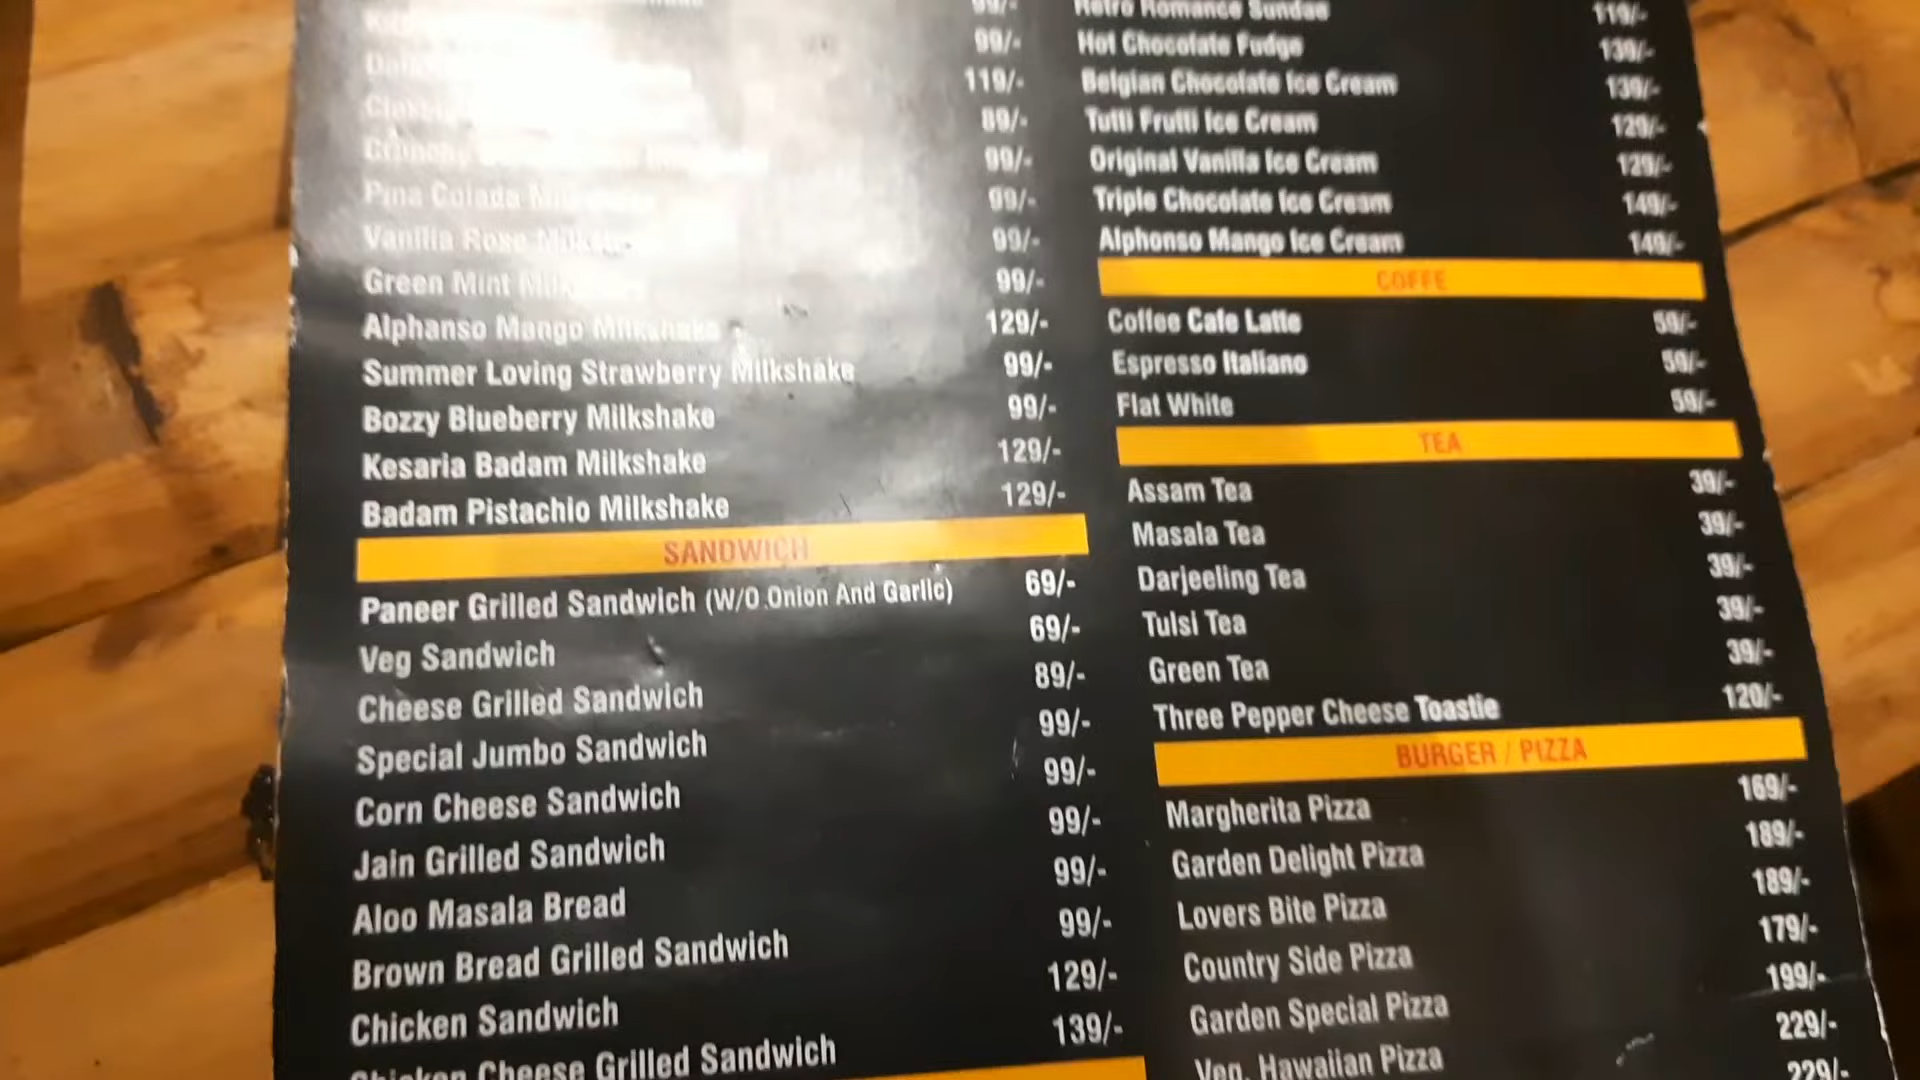 99/-
99/-
119/-
89/-
Crunchy 99/-
Pina Colada 99/-
Vanilla Rose 99/-
Green Mint 99/-
Alphanso Mango Milkshake 129/-
Summer Loving Strawberry Milkshake 99/-
Bozzy Blueberry Milkshake 99/-
Kesaria Badam Milkshake 129/-
Badam Pistachio Milkshake 129/-
SANDWICH
Paneer Grilled Sandwich (W/O Onion And Garlic) 69/-
Veg Sandwich 69/-
Cheese Grilled Sandwich 89/-
Special Jumbo Sandwich 99/-
Corn Cheese Sandwich 99/-
Jain Grilled Sandwich 99/-
Aloo Masala Bread 99/-
Brown Bread Grilled Sandwich 99/-
Chicken Sandwich 129/-
Chicken Cheese Grilled Sandwich 139/-
Retro Romance Sundae 119/-
Hot Chocolate Fudge 139/-
Belgian Chocolate Ice Cream 139/-
Tutti Frutti Ice Cream 129/-
Original Vanilla Ice Cream 129/-
Triple Chocolate Ice Cream 149/-
Alphonso Mango Ice Cream 149/-
COFFE
Coffee Cafe Latte 59/-
Espresso Italiano 59/-
Flat White 59/-
TEA
Assam Tea 39/-
Masala Tea 39/-
Darjeeling Tea 39/-
Tulsi Tea 39/-
Green Tea 39/-
Three Pepper Cheese Toastie 120/-
BURGER / PIZZA
Margherita Pizza 169/-
Garden Delight Pizza 189/-
Lovers Bite Pizza 189/-
Country Side Pizza 179/-
Garden Special Pizza 199/-
Veg. Hawaiian Pizza 229/-
229/-